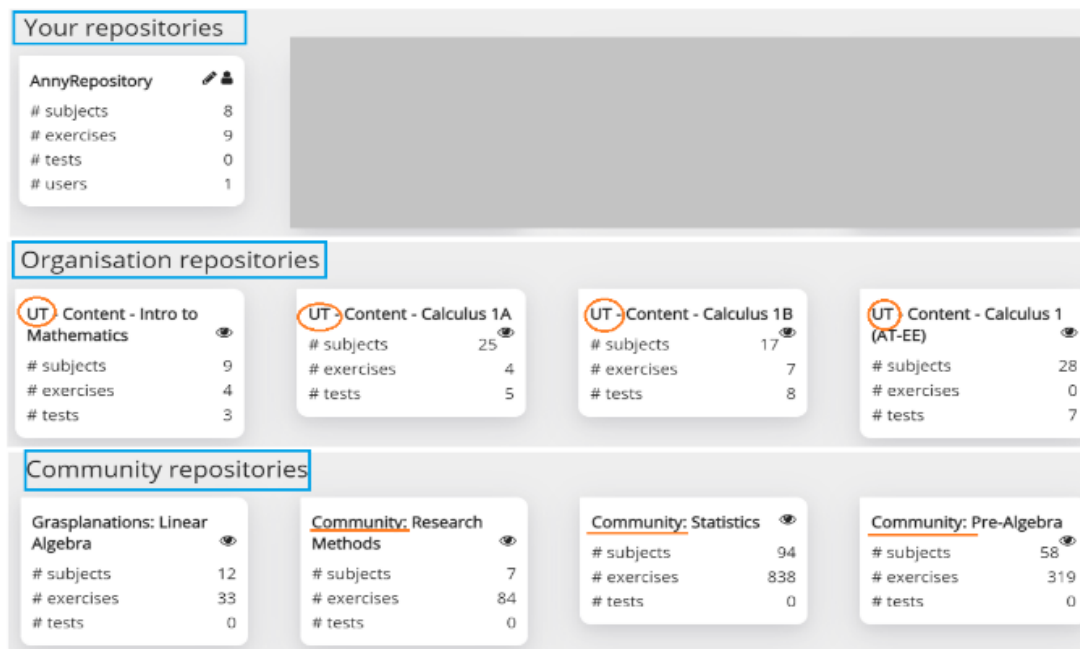 Your repositories
AnnyRepository
# subjects 8
# exercises 9
# tests 0
# users 1
Organisation repositories
UT - Content - Intro to
Mathematics
# subjects 9
# exercises 4
# tests 3
UT - Content - Calculus 1A
# subjects 25
# exercises 4
# tests 5
UT - Content - Calculus 1B
# subjects 17
# exercises 7
# tests 8
UT - Content - Calculus 1
(AT-EE)
# subjects 28
# exercises 0
# tests 7
Community repositories
Grasplanations: Linear
Algebra
# subjects 12
# exercises 33
# tests 0
Community: Research
Methods
# subjects 7
# exercises 84
# tests 0
Community: Statistics
# subjects 94
# exercises 838
# tests 0
Community: Pre-Algebra
# subjects 58
# exercises 319
# tests 0